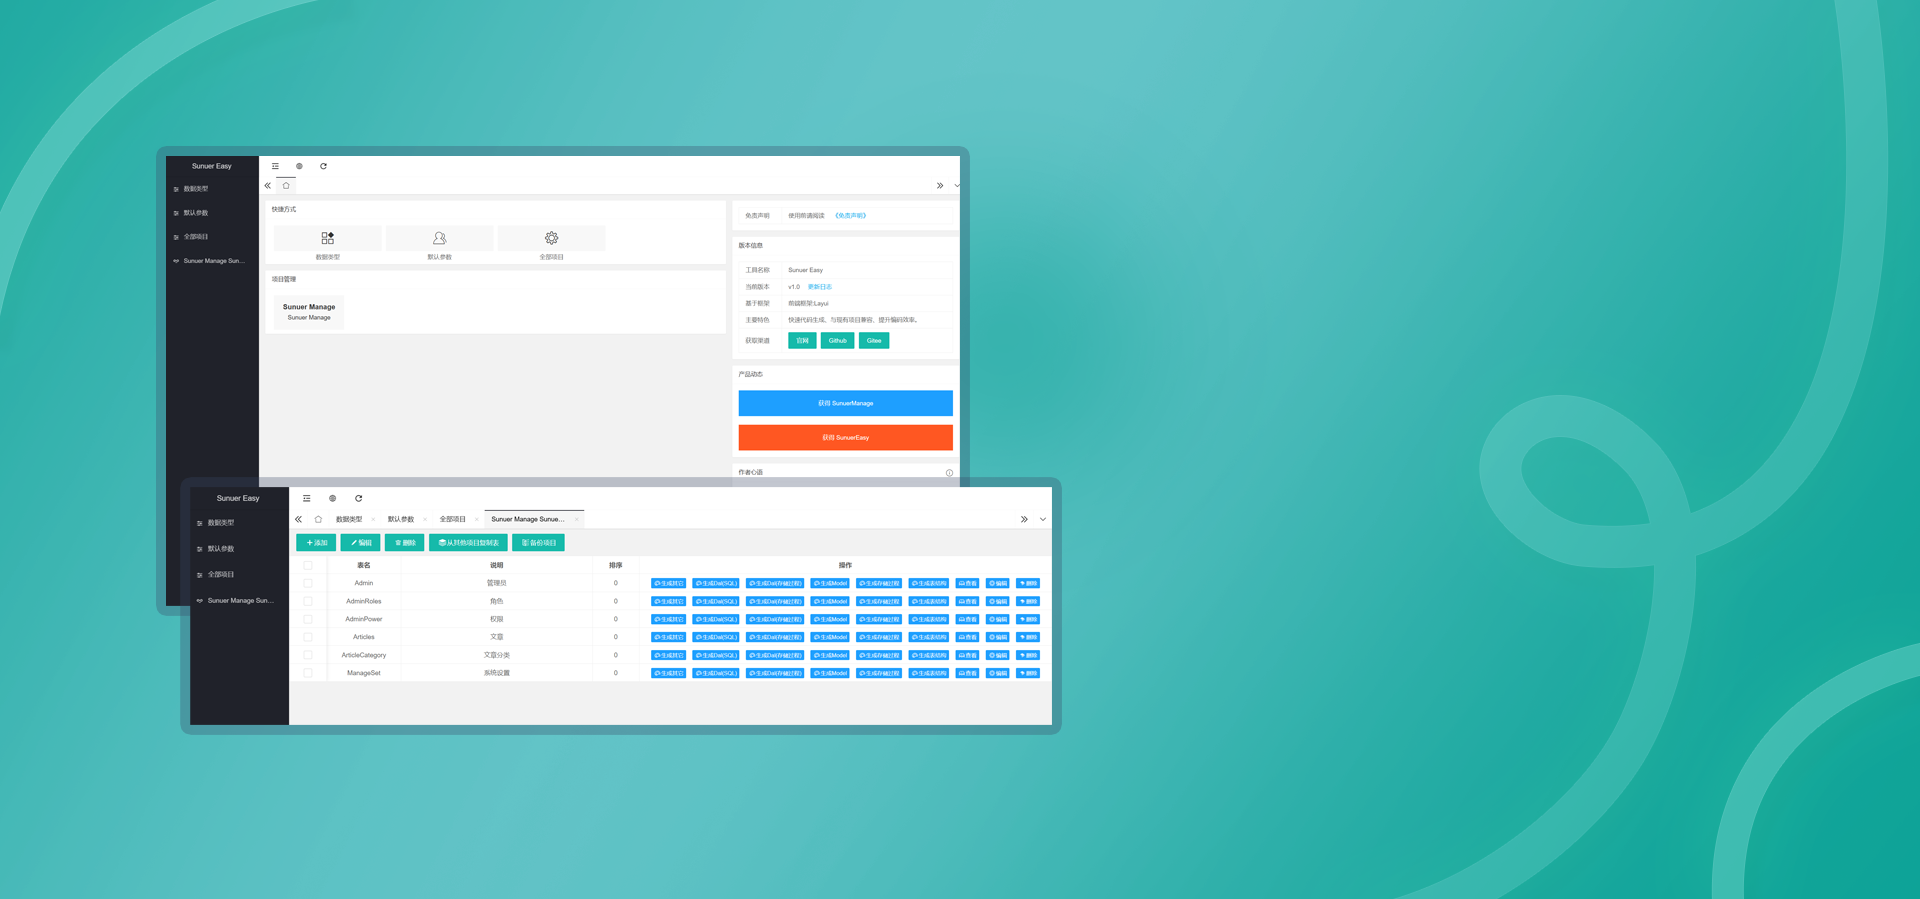 Sunuer Easy
数据类型
默认参数
全部项目
Sunuer Manage Sun...
快捷方式
数据类型
默认参数
全部项目
项目管理
Sunuer Manage
Sunuer Manage
免责声明 使用前请阅读 《免责声明》
版本信息
工具名称 Sunuer Easy
当前版本 v1.0 更新日志
基于框架 前端框架:Layui
主要特色 快速代码生成、与现有项目兼容、提升编码效率。
获取渠道 官网 Github Gitee
产品动态
获得 SunuerManage
获得 SunuerEasy
作者心语
Sunuer Easy
数据类型
默认参数
全部项目
Sunuer Manage Sun...
数据类型 默认参数 全部项目 Sunuer Manage Sunue...
添加 编辑 删除 从其他项目复制表 备份项目
表名 说明 排序 操作
Admin 管理员 0 生成其它 生成Dal(SQL) 生成Dal(存储过程) 生成Model 生成存储过程 生成表结构 查看 编辑 删除
AdminRoles 角色 0 生成其它 生成Dal(SQL) 生成Dal(存储过程) 生成Model 生成存储过程 生成表结构 查看 编辑 删除
AdminPower 权限 0 生成其它 生成Dal(SQL) 生成Dal(存储过程) 生成Model 生成存储过程 生成表结构 查看 编辑 删除
Articles 文章 0 生成其它 生成Dal(SQL) 生成Dal(存储过程) 生成Model 生成存储过程 生成表结构 查看 编辑 删除
ArticleCategory 文章分类 0 生成其它 生成Dal(SQL) 生成Dal(存储过程) 生成Model 生成存储过程 生成表结构 查看 编辑 删除
ManageSet 系统设置 0 生成其它 生成Dal(SQL) 生成Dal(存储过程) 生成Model 生成存储过程 生成表结构 查看 编辑 删除